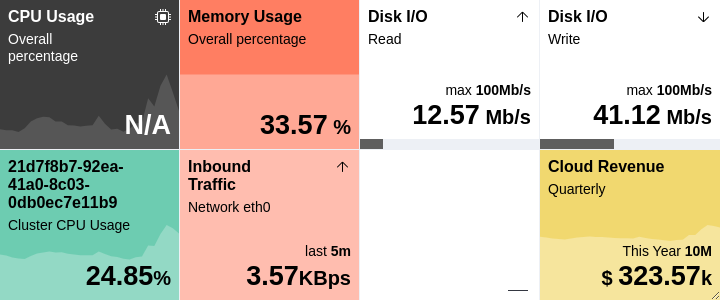 CPU Usage
Overall
percentage
N/A
Memory Usage
Overall percentage
33.57 %
Disk I/O
Read
max 100Mb/s
12.57 Mb/s
Disk I/O
Write
max 100Mb/s
41.12 Mb/s
21d7f8b7-92ea-
41a0-8c03-
0db0ec7e11b9
Cluster CPU Usage
24.85%
Inbound
Traffic
Network eth0
last 5m
3.57KBps
Cloud Revenue
Quarterly
This Year 10M
$ 323.57k